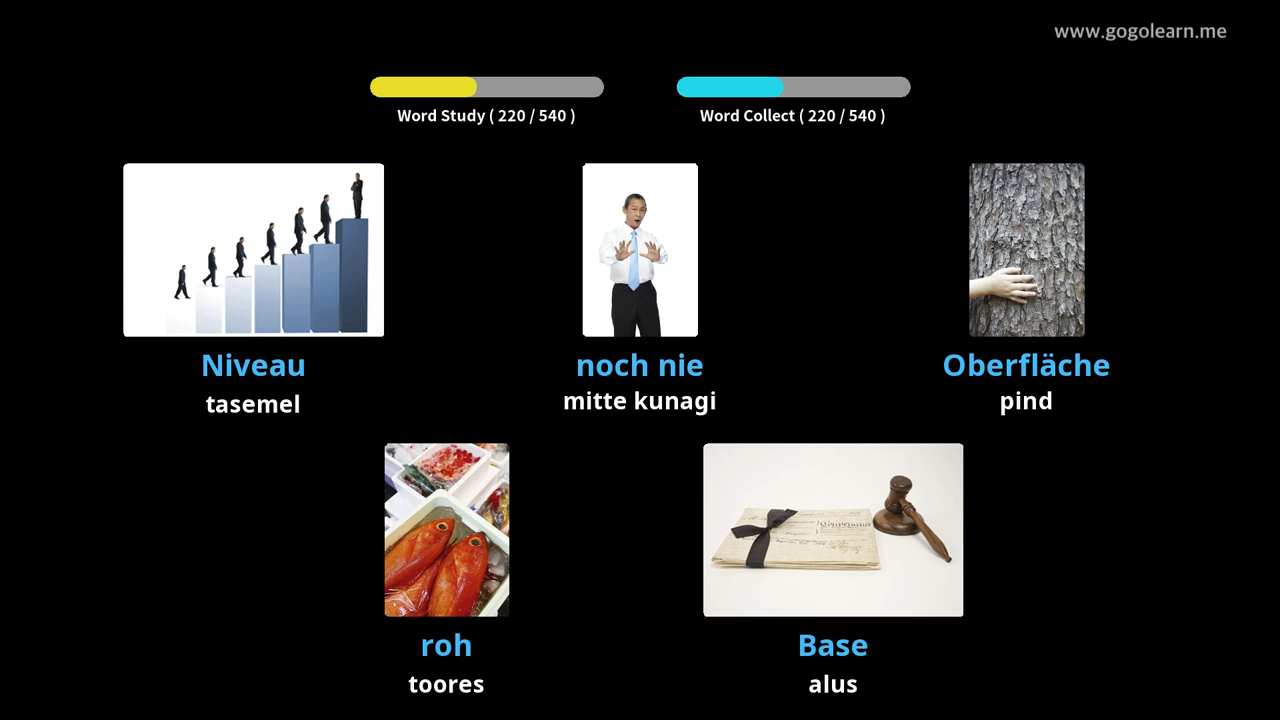 www.gogolearn.me
Word Study ( 220 / 540 )
Word Collect ( 220 / 540 )
Niveau
tasemel
noch nie
mitte kunagi
Oberfläche
pind
roh
toores
Base
alus